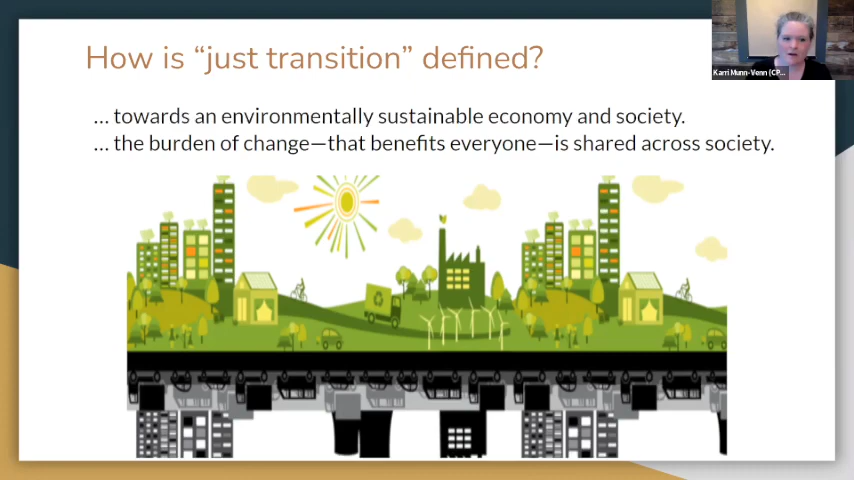 How is “just transition” defined?
Karri Munn-Venn (CP...
... towards an environmentally sustainable economy and society.
... the burden of change—that benefits everyone—is shared across society.